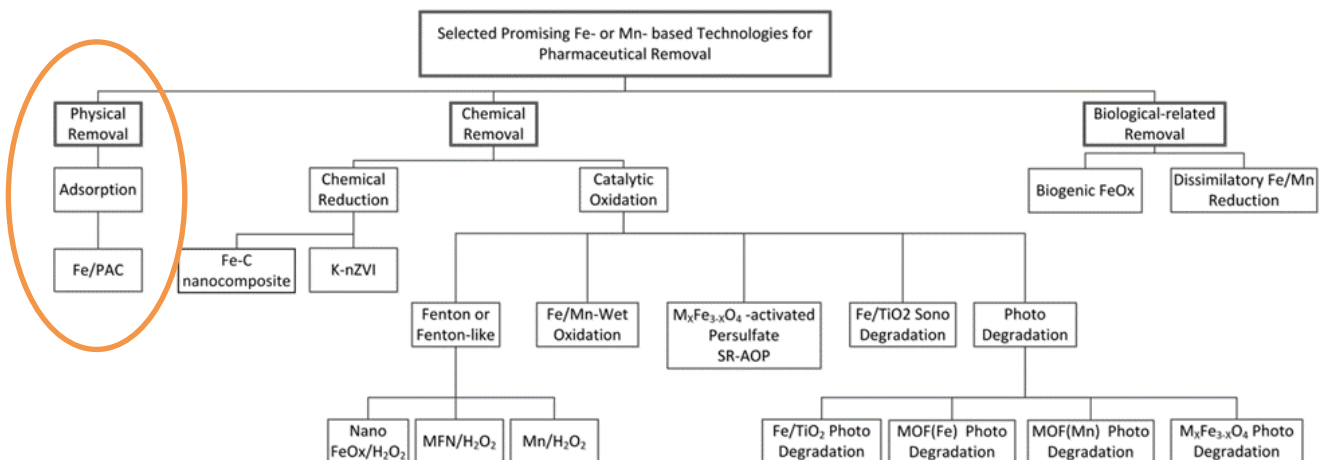 Selected Promising Fe- or Mn- based Technologies for
Pharmaceutical Removal
Physical
Removal
Chemical
Removal
Biological-related
Removal
Adsorption
Chemical
Reduction
Catalytic
Oxidation
Biogenic FeOx
Dissimilatory Fe/Mn
Reduction
Fe/PAC
Fe-C
nanocomposite
K-nZVI
Fenton or
Fenton-like
Fe/Mn-Wet
Oxidation
MₓFe₃₋ₓO₄ -activated
Persulfate
SR-AOP
Fe/TiO2 Sono
Degradation
Photo
Degradation
Nano
FeOx/H₂O₂
MFN/H₂O₂
Mn/H₂O₂
Fe/TiO₂ Photo
Degradation
MOF(Fe) Photo
Degradation
MOF(Mn) Photo
Degradation
MₓFe₃₋ₓO₄ Photo
Degradation